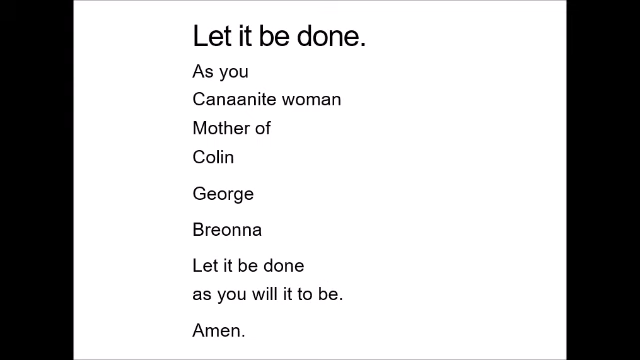 Let it be done.
As you
Canaanite woman
Mother of
Colin
George
Breonna
Let it be done
as you will it to be.
Amen.